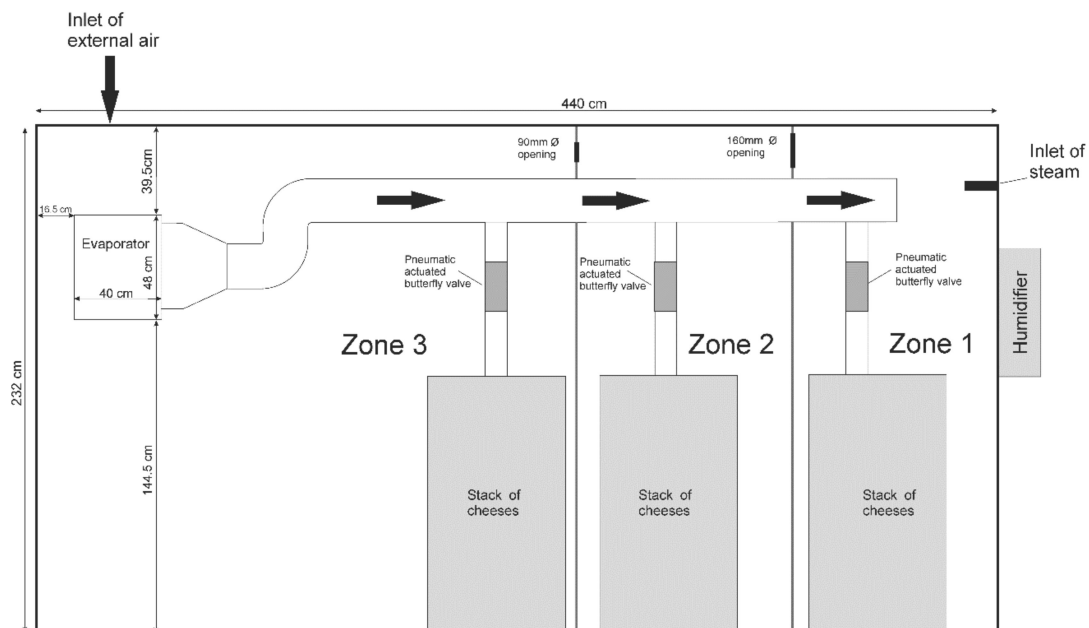 Inlet of
external air
440 cm
90mm Ø
opening
160mm Ø
opening
Inlet of
steam
39.5cm
16.5 cm
Evaporator
48 cm
40 cm
Pneumatic
actuated
butterfly valve
Pneumatic
actuated
butterfly valve
Pneumatic
actuated
butterfly valve
Zone 3
Zone 2
Zone 1
Humidifier
232 cm
144.5 cm
Stack of
cheeses
Stack of
cheeses
Stack of
cheeses